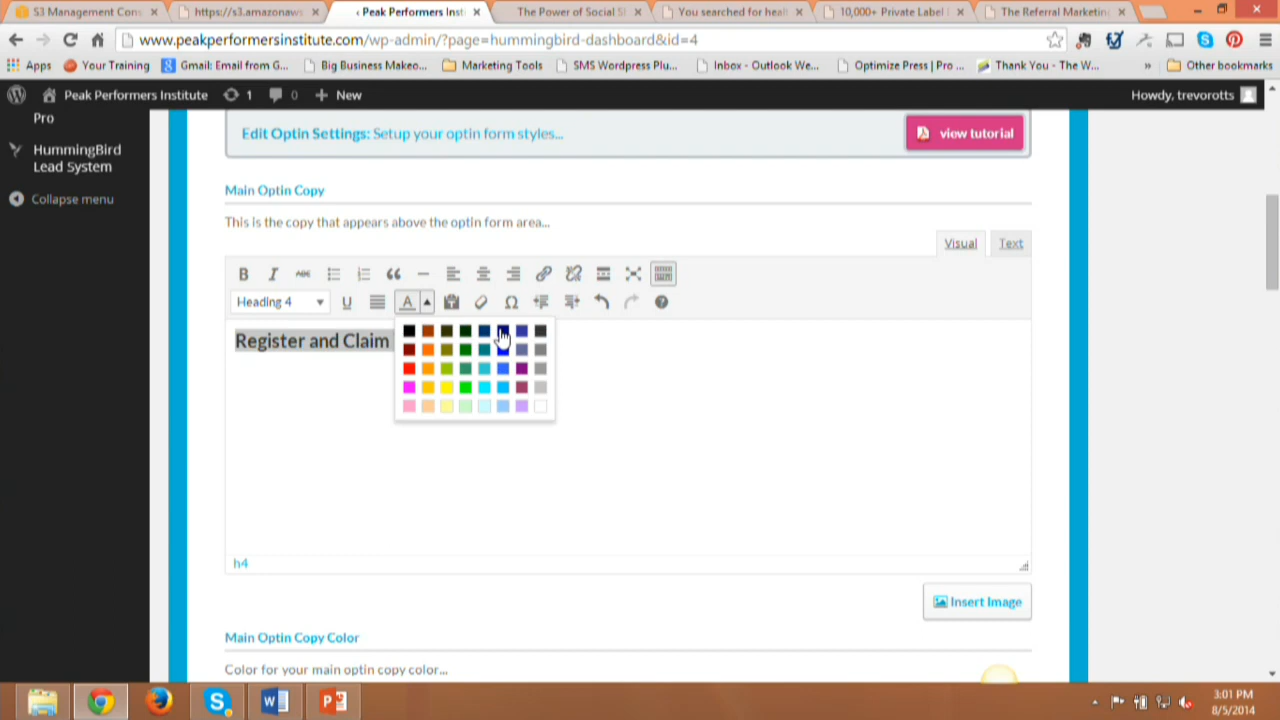 S3 Management Con
https://s3.amazonaw
Peak Performers Inst
The Power of Social S
You searched for heal
10,000+ Private Label
The Referral Marketin
www.peakperformersinstitute.com/wp-admin/?page=hummingbird-dashboard&id=4
Apps
Your Training
Gmail: Email from G...
Big Business Makeo...
Marketing Tools
SMS Wordpress Plu...
Inbox - Outlook We...
Optimize Press | Pro ...
Thank You - The W...
»
Other bookmarks
Peak Performers Institute
1
0
New
Howdy, trevorotts
Pro
HummingBird
Lead System
Collapse menu
Edit Optin Settings: Setup your optin form styles...
view tutorial
Main Optin Copy
This is the copy that appears above the optin form area...
Visual
Text
B I ABC
Heading 4
U A Ω
Register and Claim
h4
Insert Image
Main Optin Copy Color
Color for your main optin copy color...
3:01 PM
8/5/2014